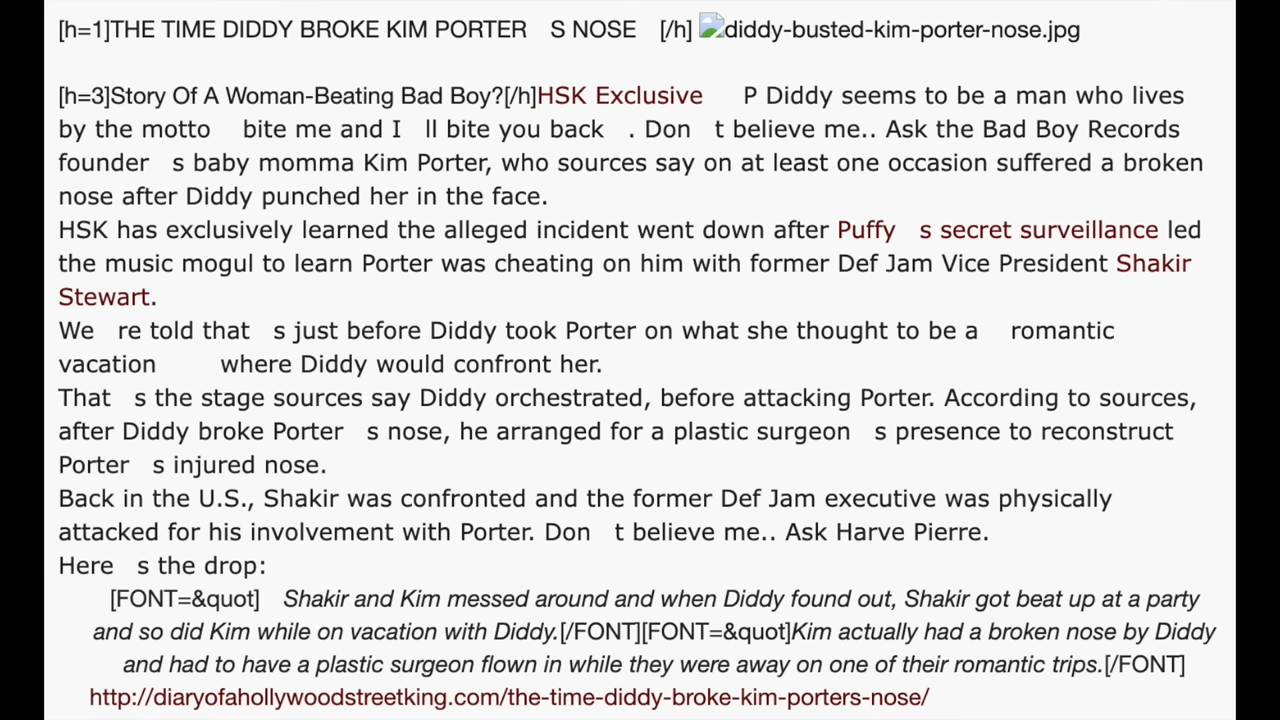 [h=1]THE TIME DIDDY BROKE KIM PORTER S NOSE [/h] diddy-busted-kim-porter-nose.jpg
[h=3]Story Of A Woman-Beating Bad Boy?[/h]HSK Exclusive P Diddy seems to be a man who lives
by the motto bite me and I ll bite you back . Don t believe me.. Ask the Bad Boy Records
founder s baby momma Kim Porter, who sources say on at least one occasion suffered a broken
nose after Diddy punched her in the face.
HSK has exclusively learned the alleged incident went down after Puffy s secret surveillance led
the music mogul to learn Porter was cheating on him with former Def Jam Vice President Shakir
Stewart.
We re told that s just before Diddy took Porter on what she thought to be a romantic
vacation where Diddy would confront her.
That s the stage sources say Diddy orchestrated, before attacking Porter. According to sources,
after Diddy broke Porter s nose, he arranged for a plastic surgeon s presence to reconstruct
Porter s injured nose.
Back in the U.S., Shakir was confronted and the former Def Jam executive was physically
attacked for his involvement with Porter. Don t believe me.. Ask Harve Pierre.
Here s the drop:
[FONT=&quot] Shakir and Kim messed around and when Diddy found out, Shakir got beat up at a party
and so did Kim while on vacation with Diddy.[/FONT][FONT=&quot]Kim actually had a broken nose by Diddy
and had to have a plastic surgeon flown in while they were away on one of their romantic trips.[/FONT]
http://diaryofahollywoodstreetking.com/the-time-diddy-broke-kim-porters-nose/